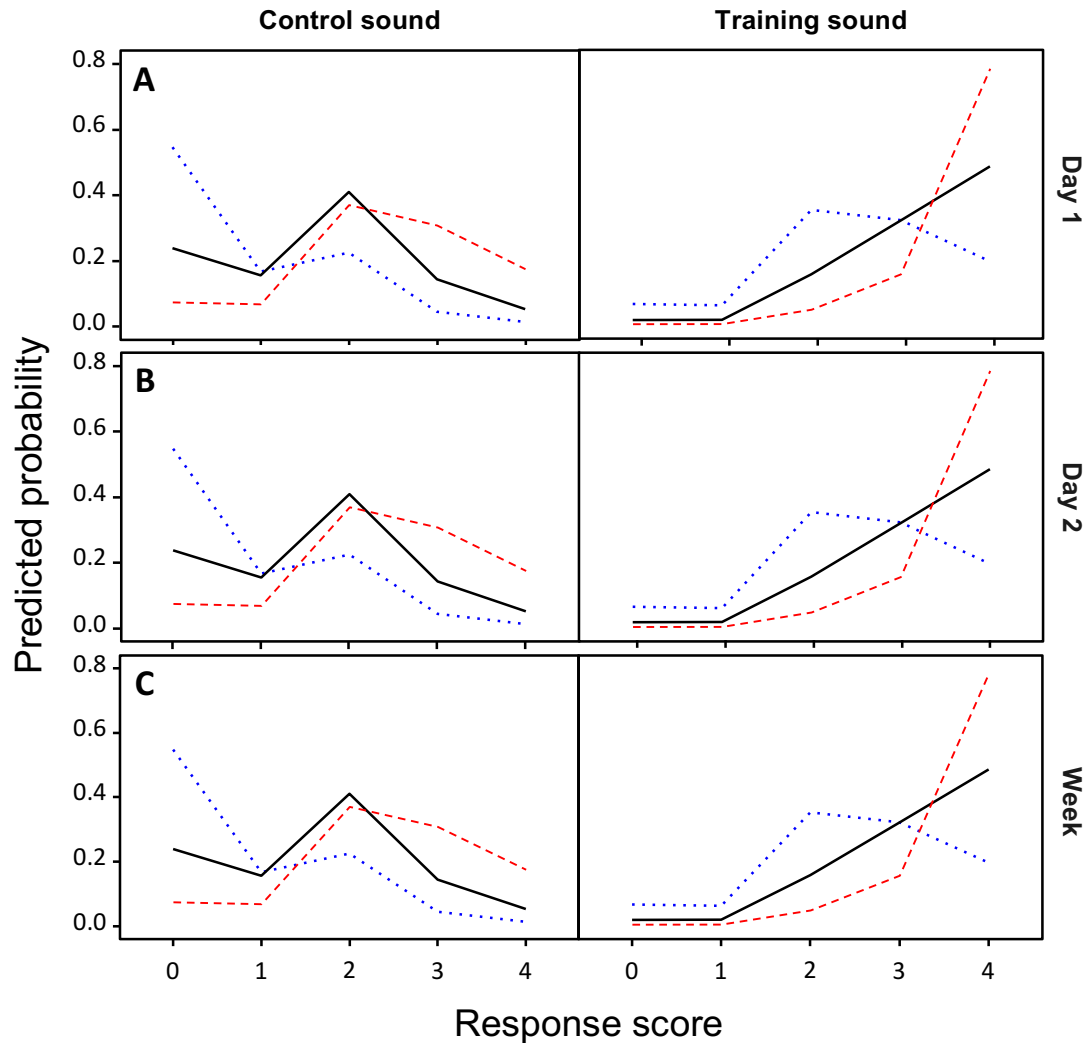 Control sound
Training sound
A
0.8
0.6
0.4
0.2
0.0
Day 1
B
0.8
0.6
0.4
0.2
0.0
Day 2
C
0.8
0.6
0.4
0.2
0.0
Week
Predicted probability
0 1 2 3 4
0 1 2 3 4
Response score